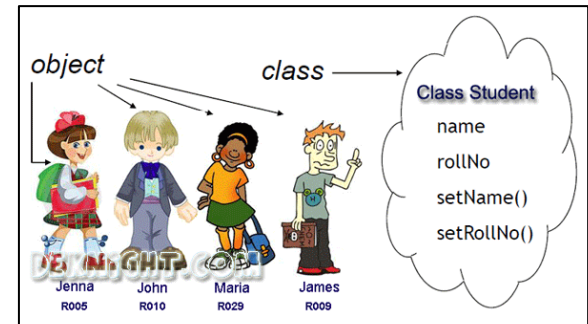 object
class
Class Student
name
rollNo
setName()
setRollNo()
Jenna
John
Maria
James
R005
R010
R029
R009